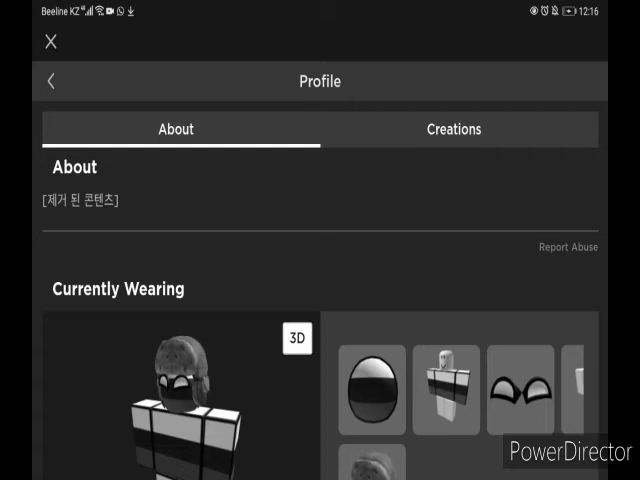 Beeline KZ 12:16
Profile
About Creations
About
[제거 된 콘텐츠]
Report Abuse
Currently Wearing
3D
PowerDirector